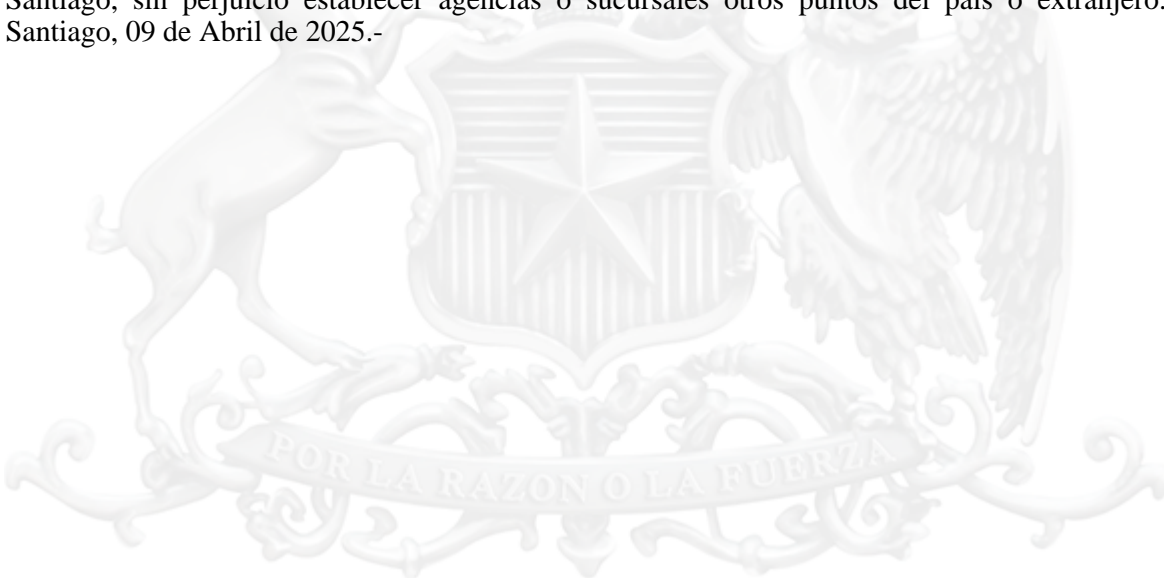 Santiago, sin perjuicio establecer agencias o sucursales otros puntos del país o extranjero.
Santiago, 09 de Abril de 2025.-
POR LA RAZON O LA FUERZA